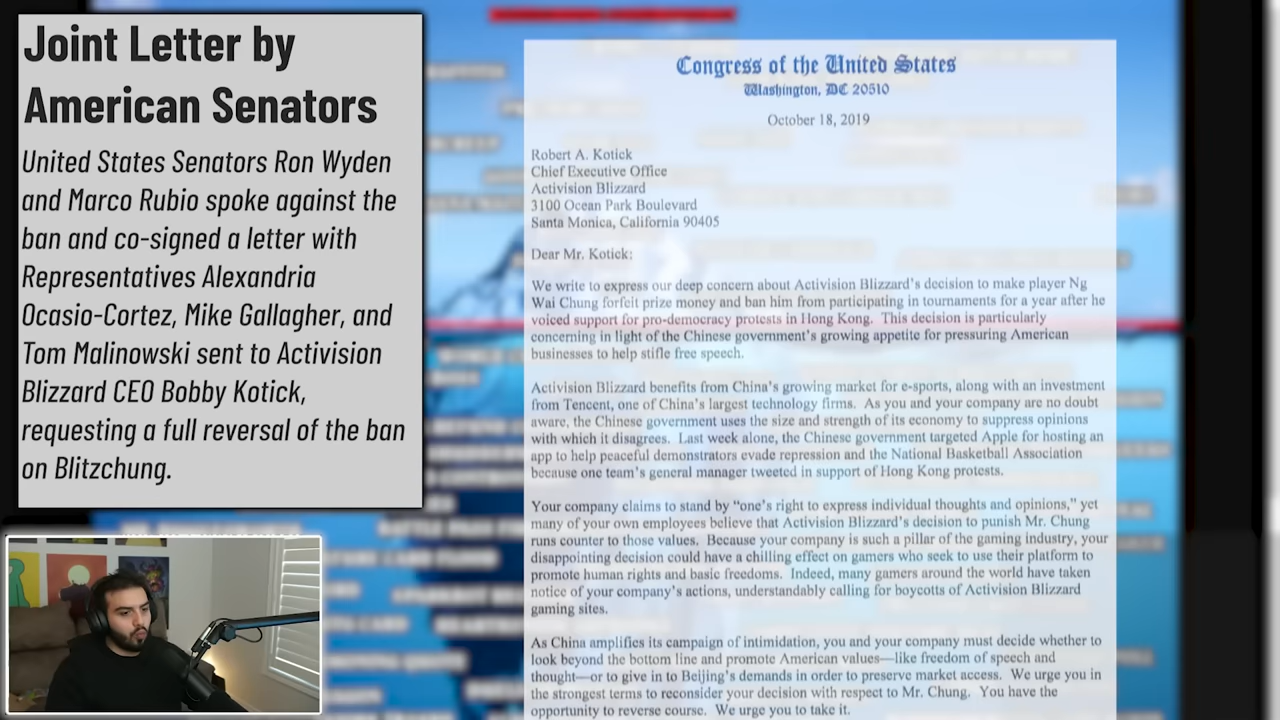 Joint Letter by
American Senators
United States Senators Ron Wyden
and Marco Rubio spoke against the
ban and co-signed a letter with
Representatives Alexandria
Ocasio-Cortez, Mike Gallagher, and
Tom Malinowski sent to Activision
Blizzard CEO Bobby Kotick,
requesting a full reversal of the ban
on Blitzchung.
Congress of the United States
Washington, DC 20510
October 18, 2019
Robert A. Kotick
Chief Executive Office
Activision Blizzard
3100 Ocean Park Boulevard
Santa Monica, California 90405
Dear Mr. Kotick:
We write to express our deep concern about Activision Blizzard's decision to make player Ng
Wai Chung forfeit prize money and ban him from participating in tournaments for a year after he
voiced support for pro-democracy protests in Hong Kong. This decision is particularly
concerning in light of the Chinese government's growing appetite for pressuring American
businesses to help stifle free speech.
Activision Blizzard benefits from China's growing market for e-sports, along with an investment
from Tencent, one of China's largest technology firms. As you and your company are no doubt
aware, the Chinese government uses the size and strength of its economy to suppress opinions
with which it disagrees. Last week alone, the Chinese government targeted Apple for hosting an
app to help peaceful demonstrators evade repression and the National Basketball Association
because one team's general manager tweeted in support of Hong Kong protests.
Your company claims to stand by "one's right to express individual thoughts and opinions," yet
many of your own employees believe that Activision Blizzard's decision to punish Mr. Chung
runs counter to those values. Because your company is such a pillar of the gaming industry, your
disappointing decision could have a chilling effect on gamers who seek to use their platform to
promote human rights and basic freedoms. Indeed, many gamers around the world have taken
notice of your company's actions, understandably calling for boycotts of Activision Blizzard
gaming sites.
As China amplifies its campaign of intimidation, you and your company must decide whether to
look beyond the bottom line and promote American values—like freedom of speech and
thought—or to give in to Beijing's demands in order to preserve market access. We urge you in
the strongest terms to reconsider your decision with respect to Mr. Chung. You have the
opportunity to reverse course. We urge you to take it.